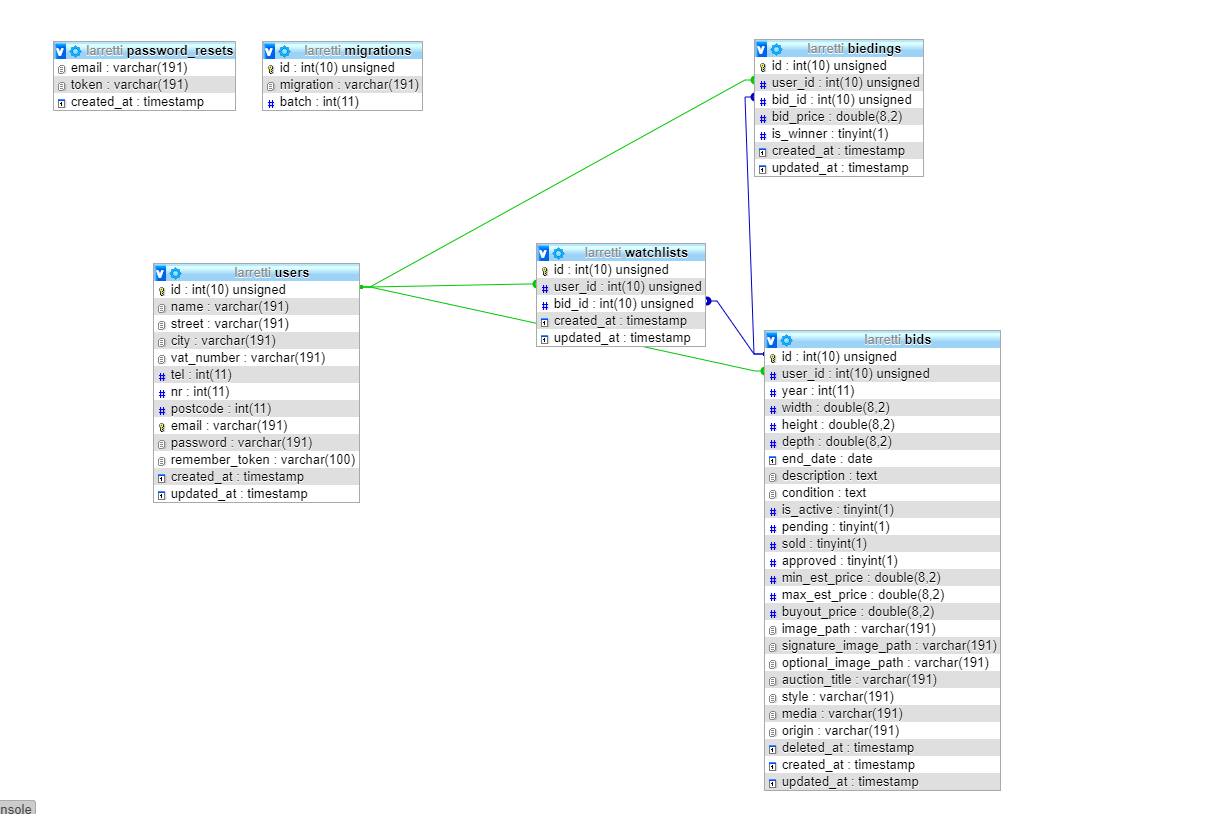 larretti password_resets
email : varchar(191)
token : varchar(191)
created_at : timestamp
larretti migrations
id : int(10) unsigned
migration : varchar(191)
batch : int(11)
larretti biedings
id : int(10) unsigned
user_id : int(10) unsigned
bid_id : int(10) unsigned
bid_price : double(8,2)
is_winner : tinyint(1)
created_at : timestamp
updated_at : timestamp
larretti users
id : int(10) unsigned
name : varchar(191)
street : varchar(191)
city : varchar(191)
vat_number : varchar(191)
tel : int(11)
nr : int(11)
postcode : int(11)
email : varchar(191)
password : varchar(191)
remember_token : varchar(100)
created_at : timestamp
updated_at : timestamp
larretti watchlists
id : int(10) unsigned
user_id : int(10) unsigned
bid_id : int(10) unsigned
created_at : timestamp
updated_at : timestamp
larretti bids
id : int(10) unsigned
user_id : int(10) unsigned
year : int(11)
width : double(8,2)
height : double(8,2)
depth : double(8,2)
end_date : date
description : text
condition : text
is_active : tinyint(1)
pending : tinyint(1)
sold : tinyint(1)
approved : tinyint(1)
min_est_price : double(8,2)
max_est_price : double(8,2)
buyout_price : double(8,2)
image_path : varchar(191)
signature_image_path : varchar(191)
optional_image_path : varchar(191)
auction_title : varchar(191)
style : varchar(191)
media : varchar(191)
origin : varchar(191)
deleted_at : timestamp
created_at : timestamp
updated_at : timestamp
nsole